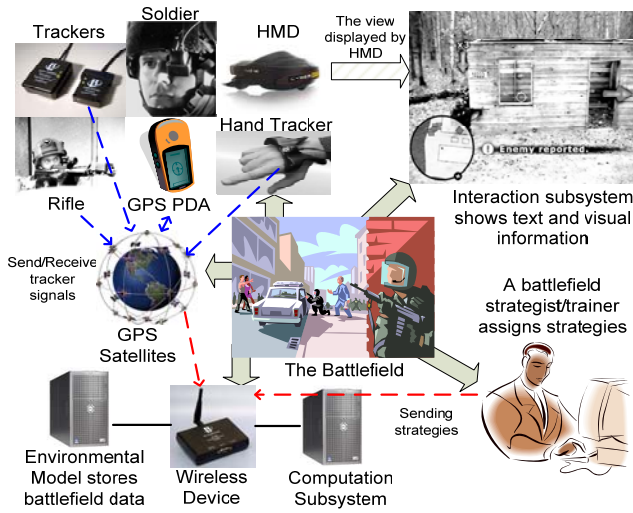 Trackers
Soldier
HMD
The view
displayed by
HMD
Enemy reported.
Rifle
GPS PDA
Hand Tracker
Interaction subsystem
shows text and visual
information
Send/Receive
tracker
signals
GPS
Satellites
A battlefield
strategist/trainer
assigns strategies
The Battlefield
Sending
strategies
Environmental
Model stores
battlefield data
Wireless
Device
Computation
Subsystem